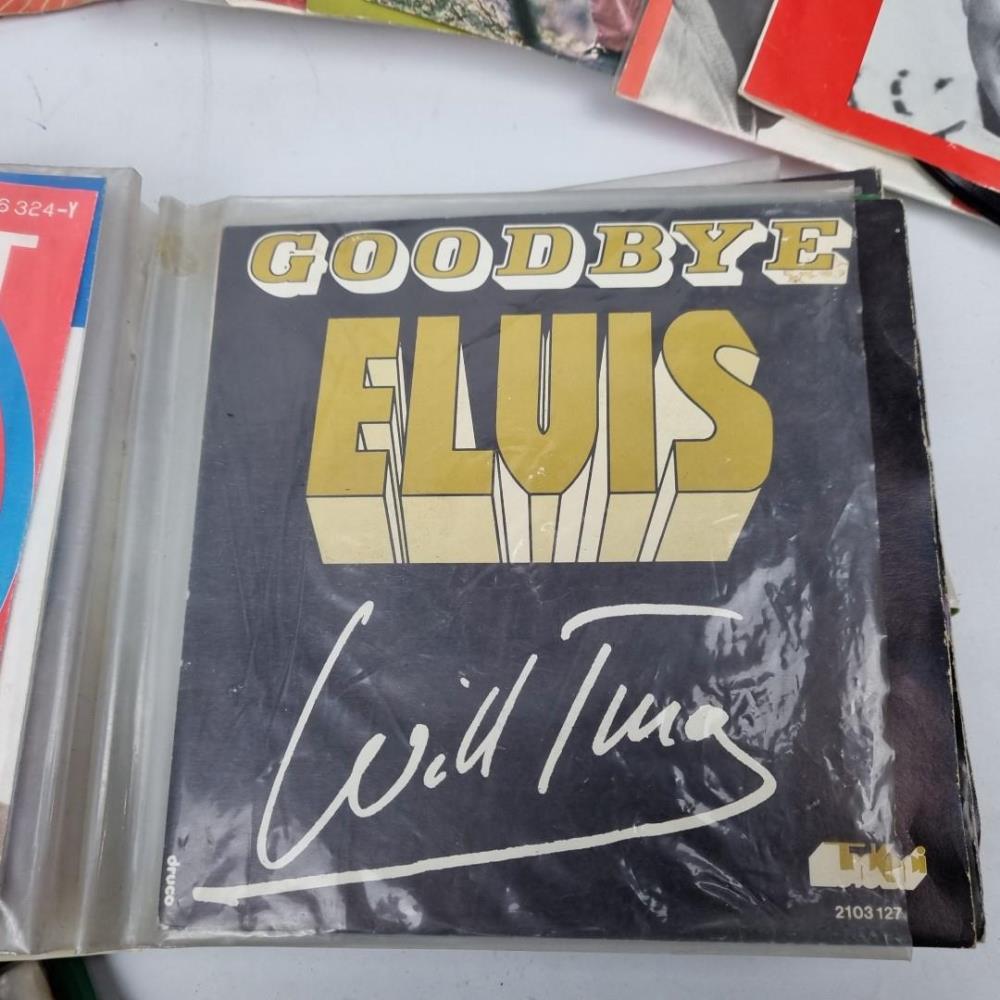 6 324-Y
GOODBYE
ELVIS
Will Tura
druco
2103 127